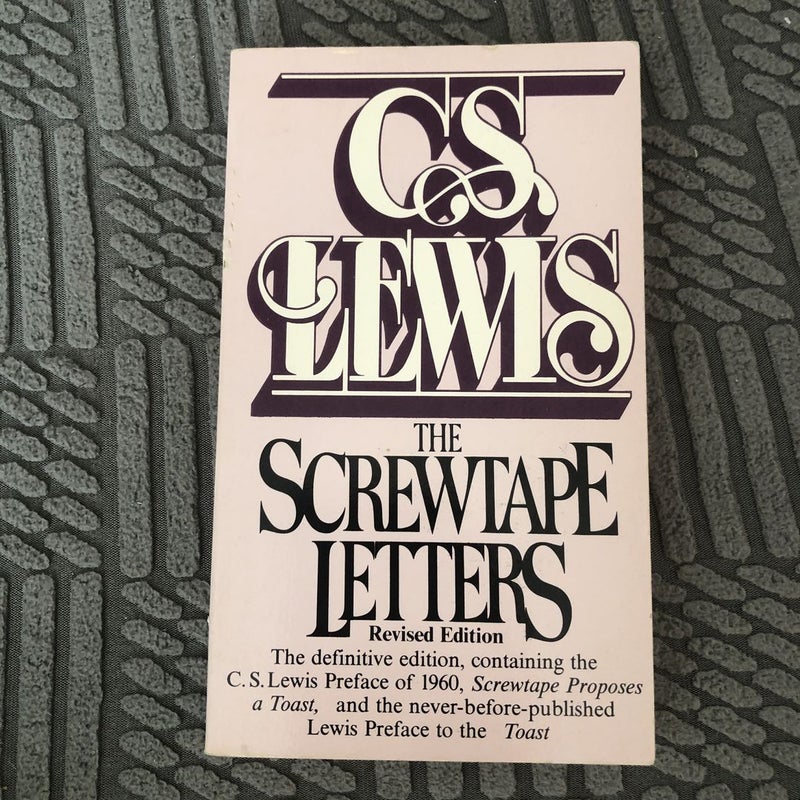 C.S.
LEWIS
THE
SCREWTAPE
LETTERS
Revised Edition
The definitive edition, containing the
C.S.Lewis Preface of 1960, Screwtape Proposes
a Toast, and the never-before-published
Lewis Preface to the Toast